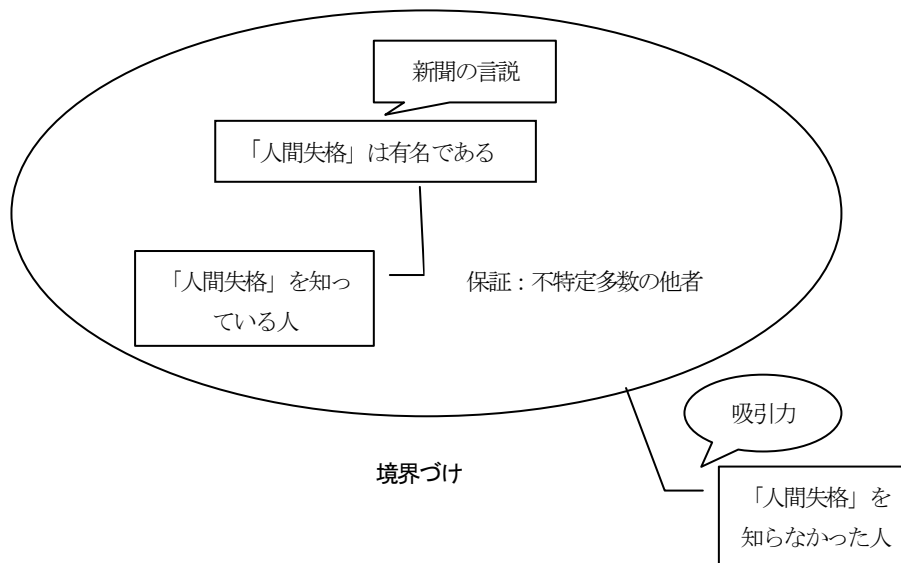 新聞の言説
「人間失格」は有名である
「人間失格」を知っ
ている人
保証：不特定多数の他者
吸引力
境界づけ
「人間失格」を
知らなかった人